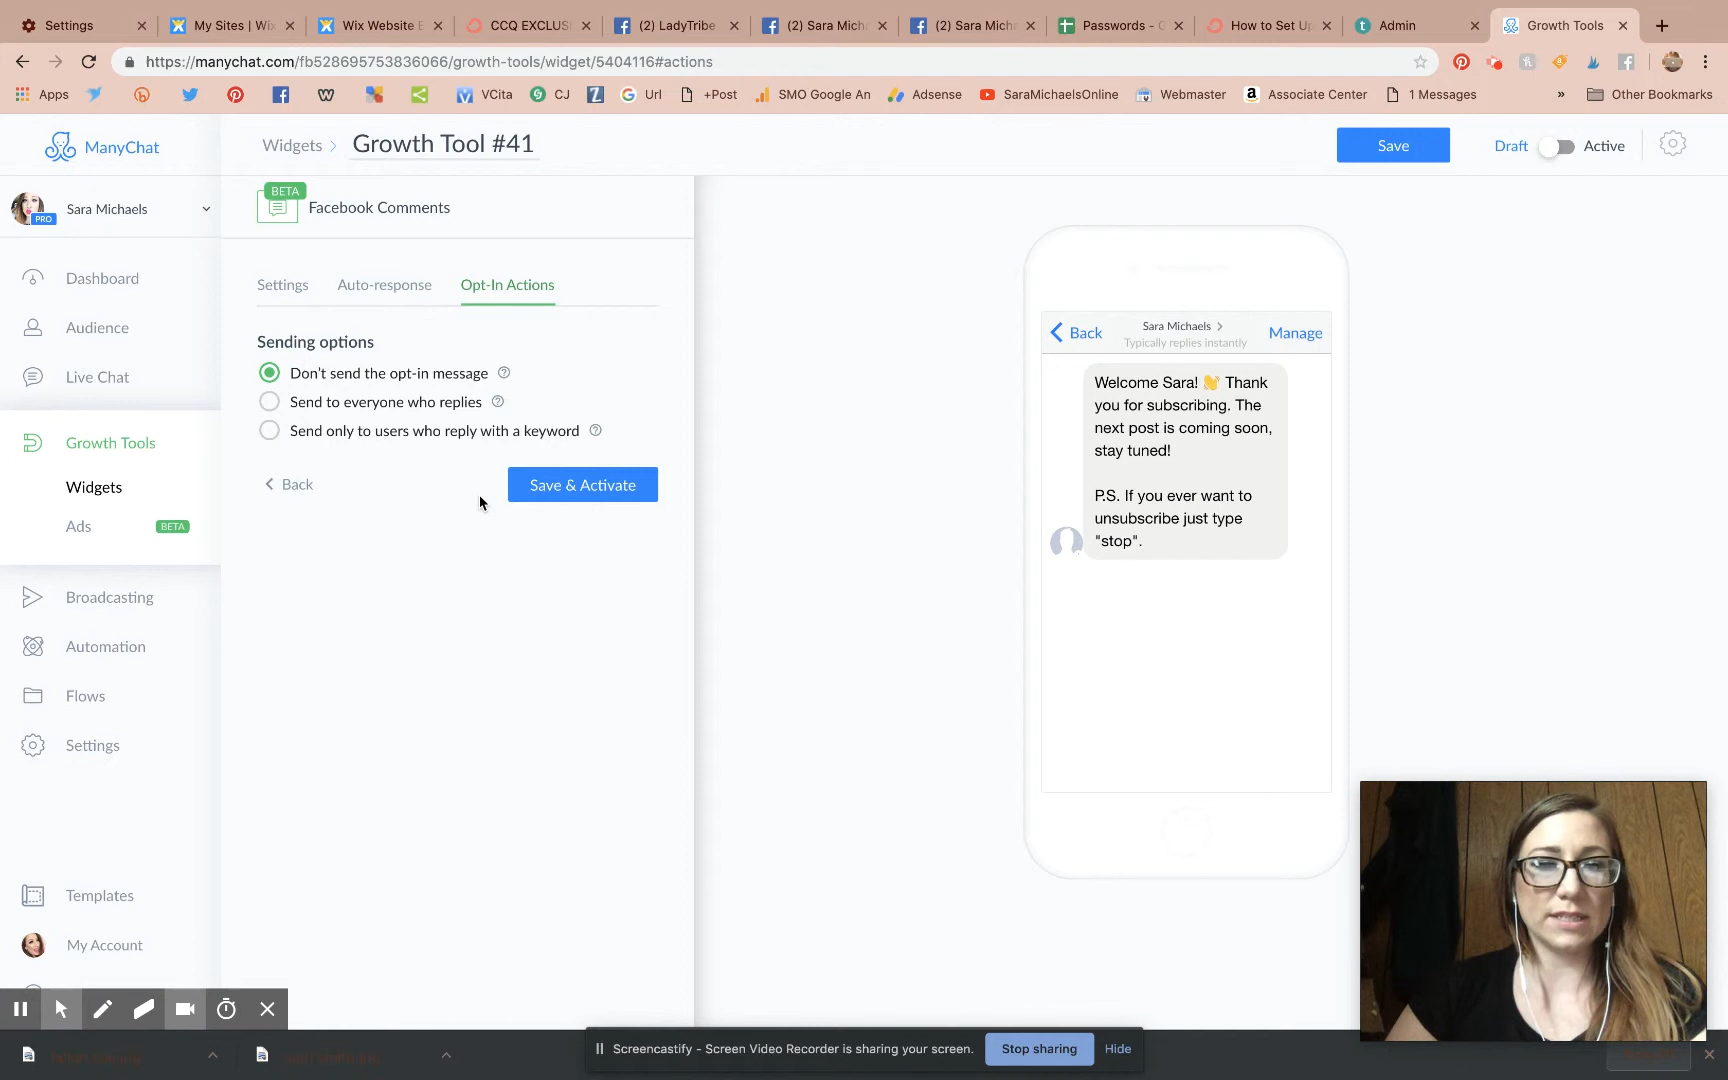 Settings
My Sites | Wix
Wix Website E
CCQ EXCLUSI
(2) LadyTribe
(2) Sara Mich
(2) Sara Mich
Passwords - G
How to Set Up
Admin
Growth Tools
https://manychat.com/fb528695753836066/growth-tools/widget/5404116#actions
Apps
VCita
CJ
Url
+Post
SMO Google An
Adsense
SaraMichaelsOnline
Webmaster
Associate Center
1 Messages
»
Other Bookmarks
ManyChat
Widgets
Growth Tool #41
Save
Draft
Active
Sara Michaels
PRO
BETA
Facebook Comments
Dashboard
Audience
Live Chat
Growth Tools
Widgets
Ads
BETA
Broadcasting
Automation
Flows
Settings
Templates
My Account
Settings
Auto-response
Opt-In Actions
Sending options
Don't send the opt-in message
Send to everyone who replies
Send only to users who reply with a keyword
Back
Save & Activate
Back
Sara Michaels
Typically replies instantly
Manage
Welcome Sara! 👋 Thank
you for subscribing. The
next post is coming soon,
stay tuned!
P.S. If you ever want to
unsubscribe just type
"stop".
Screencastify - Screen Video Recorder is sharing your screen.
Stop sharing
Hide